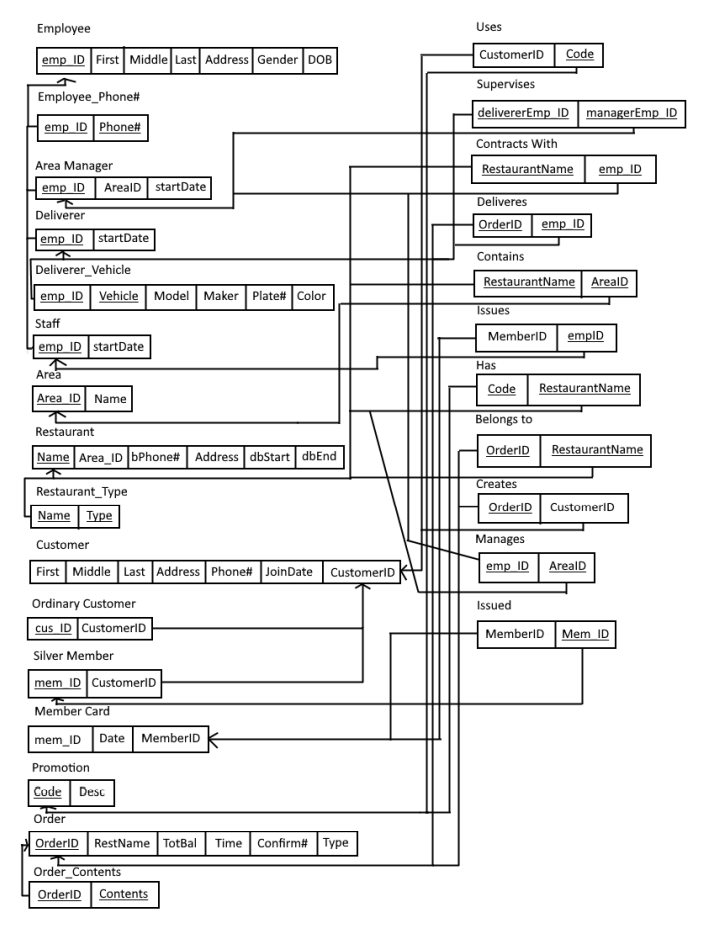 Employee
emp_ID First Middle Last Address Gender DOB
Employee_Phone#
emp_ID Phone#
Area Manager
emp_ID AreaID startDate
Deliverer
emp_ID startDate
Deliverer_Vehicle
emp_ID Vehicle Model Maker Plate# Color
Staff
emp_ID startDate
Area
Area_ID Name
Restaurant
Name Area_ID bPhone# Address dbStart dbEnd
Restaurant_Type
Name Type
Customer
First Middle Last Address Phone# JoinDate CustomerID
Ordinary Customer
cus_ID CustomerID
Silver Member
mem_ID CustomerID
Member Card
mem_ID Date MemberID
Promotion
Code Desc
Order
OrderID RestName TotBal Time Confirm# Type
Order_Contents
OrderID Contents
Uses
CustomerID Code
Supervises
delivererEmp_ID managerEmp_ID
Contracts With
RestaurantName emp_ID
Deliveres
OrderID emp_ID
Contains
RestaurantName AreaID
Issues
MemberID empID
Has
Code RestaurantName
Belongs to
OrderID RestaurantName
Creates
OrderID CustomerID
Manages
emp_ID AreaID
Issued
MemberID Mem_ID